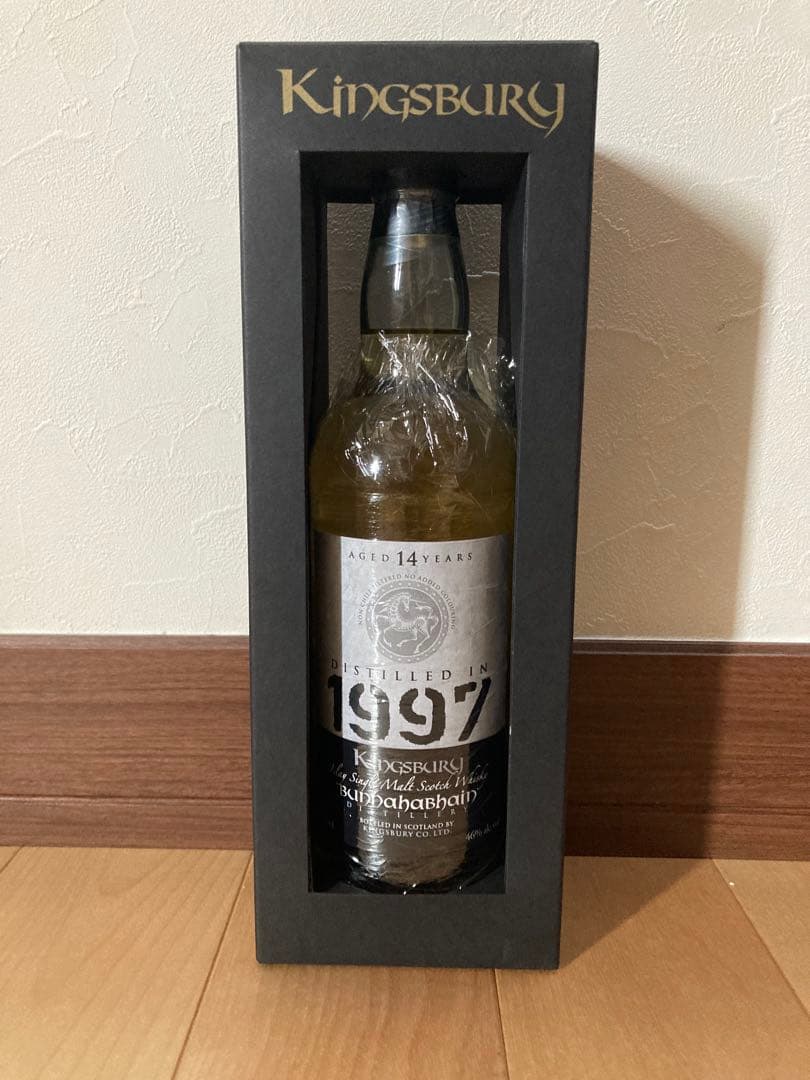 Kingsbury
AGED 14 YEARS
NON CHILL FILTERED NO ADDED COLOURING
DISTILLED IN
1997
Kingsbury
Islay Single Malt Scotch Whisky
Bunnahabhain
DISTILLERY
BOTTLED IN SCOTLAND BY
KINGSBURY CO. LTD.
46%